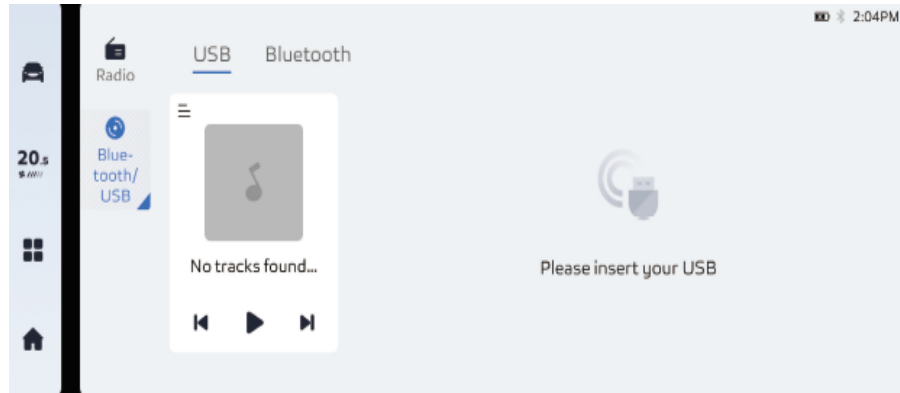 2:04PM
Radio
USB Bluetooth
Blue-
tooth/
USB
20.5
No tracks found...
Please insert your USB